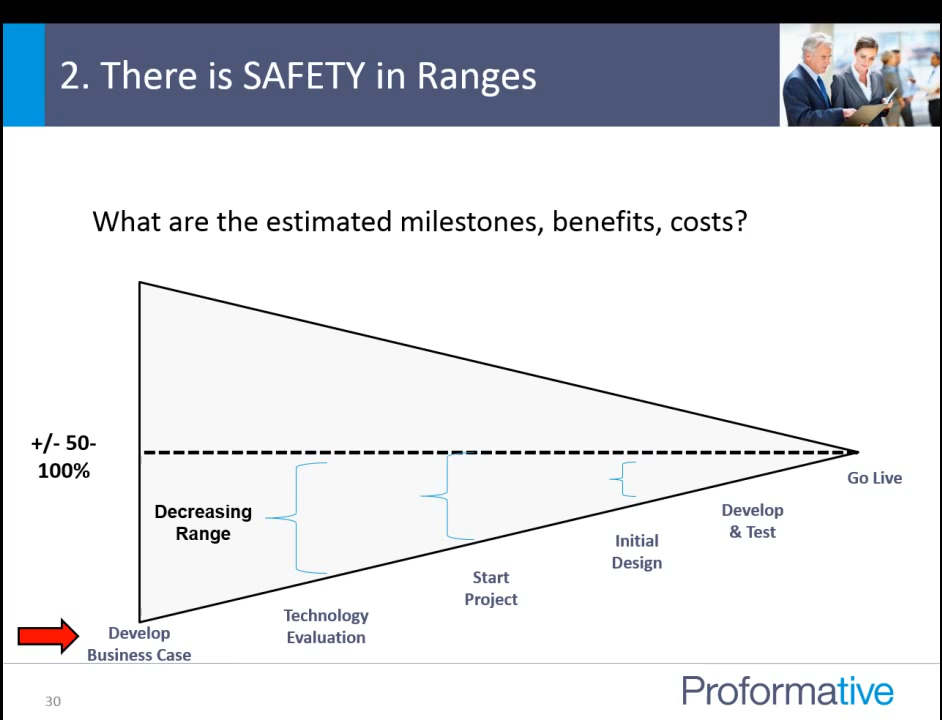 2. There is SAFETY in Ranges
What are the estimated milestones, benefits, costs?
+/- 50-
100%
Decreasing
Range
Go Live
Develop
& Test
Initial
Design
Start
Project
Technology
Evaluation
Develop
Business Case
30
Proformative